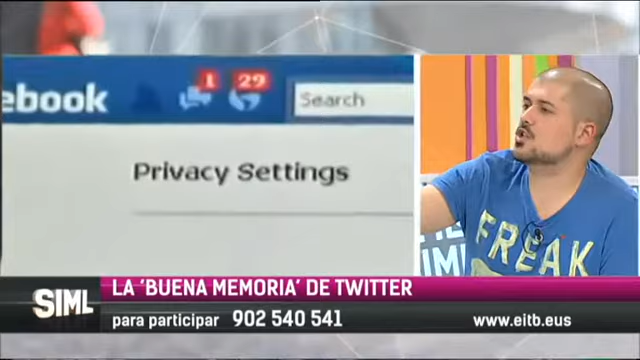 ebook
1
29
Search
Privacy Settings
FREAK
SIML
LA 'BUENA MEMORIA' DE TWITTER
para participar 902 540 541
www.eitb.eus